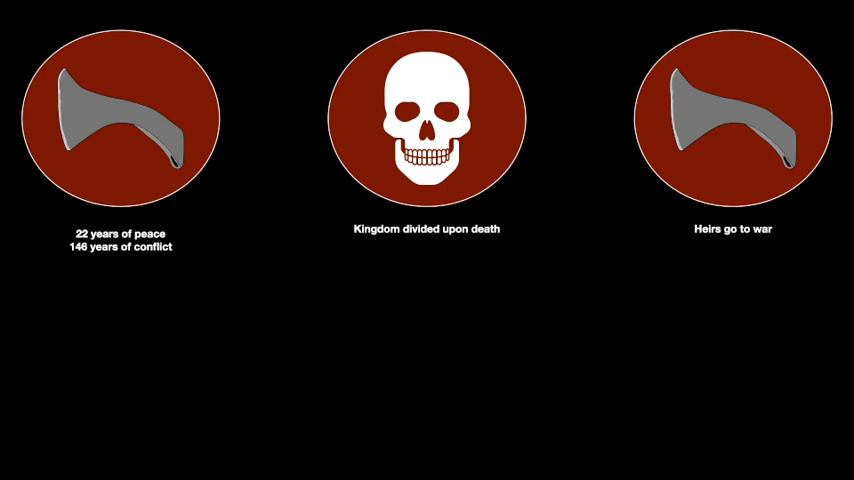 22 years of peace
146 years of conflict
Kingdom divided upon death
Heirs go to war